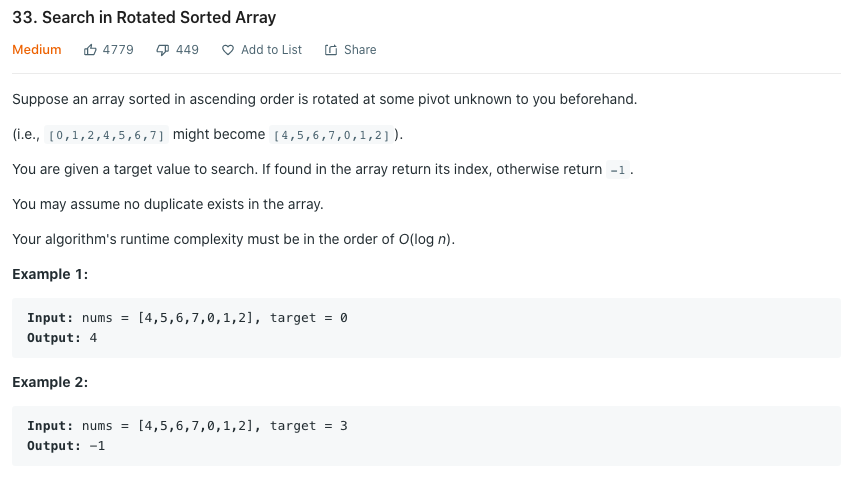 33. Search in Rotated Sorted Array
Medium 4779 449 Add to List Share
Suppose an array sorted in ascending order is rotated at some pivot unknown to you beforehand.
(i.e., [0,1,2,4,5,6,7] might become [4,5,6,7,0,1,2]).
You are given a target value to search. If found in the array return its index, otherwise return -1.
You may assume no duplicate exists in the array.
Your algorithm's runtime complexity must be in the order of O(log n).
Example 1:
Input: nums = [4,5,6,7,0,1,2], target = 0
Output: 4
Example 2:
Input: nums = [4,5,6,7,0,1,2], target = 3
Output: -1